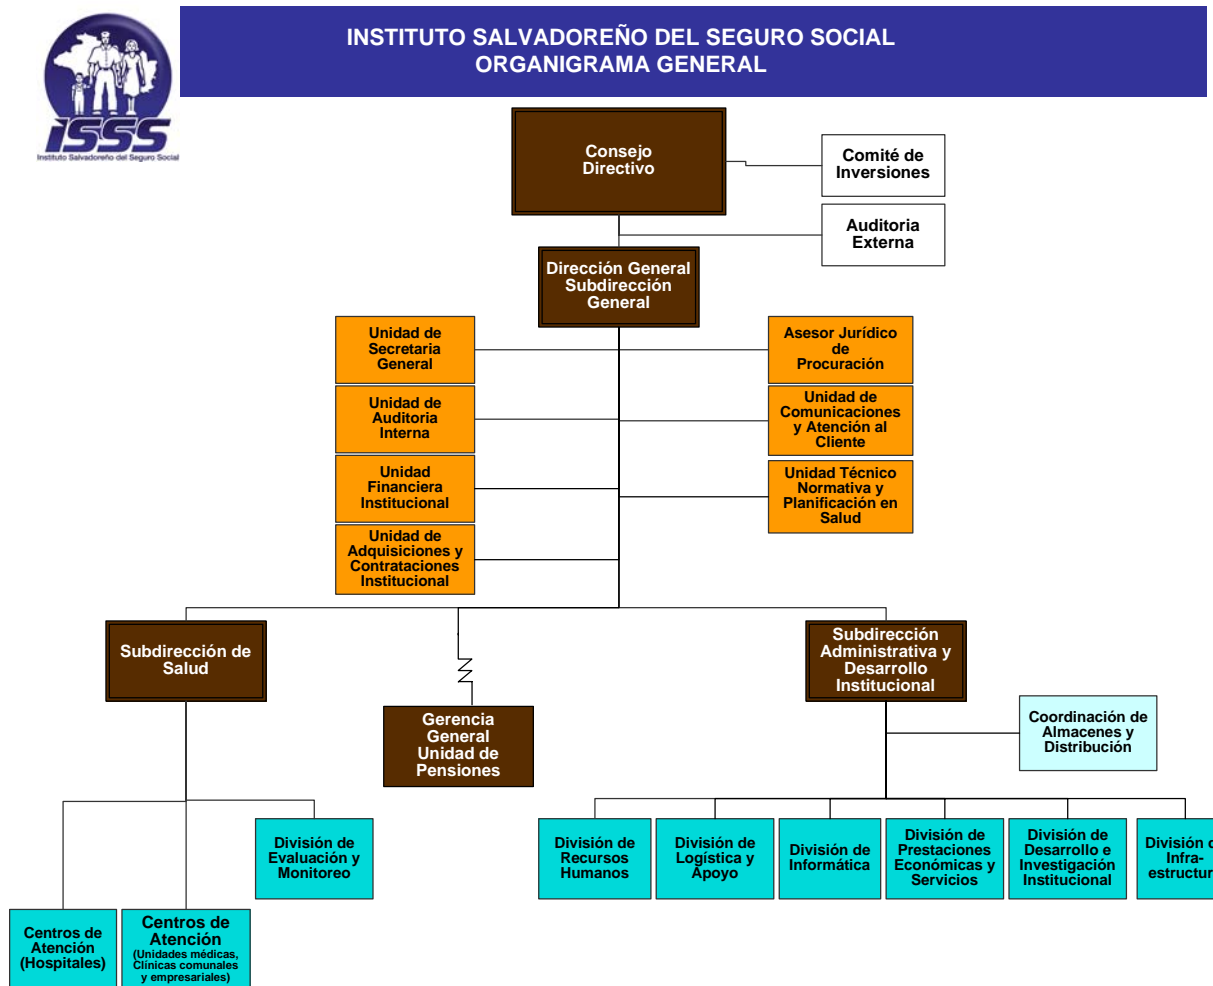 INSTITUTO SALVADOREÑO DEL SEGURO SOCIAL
ORGANIGRAMA GENERAL
ISSS
Instituto Salvadoreño del Seguro Social
Consejo
Directivo
Comité de
Inversiones
Auditoria
Externa
Dirección General
Subdirección
General
Unidad de
Secretaria
General
Asesor Jurídico
de
Procuración
Unidad de
Auditoria
Interna
Unidad de
Comunicaciones
y Atención al
Cliente
Unidad
Financiera
Institucional
Unidad Técnico
Normativa y
Planificación en
Salud
Unidad de
Adquisiciones y
Contrataciones
Institucional
Subdirección de
Salud
Gerencia
General
Unidad de
Pensiones
Subdirección
Administrativa y
Desarrollo
Institucional
Coordinación de
Almacenes y
Distribución
División de
Evaluación y
Monitoreo
División de
Recursos
Humanos
División de
Logística y
Apoyo
División de
Informática
División de
Prestaciones
Económicas y
Servicios
División de
Desarrollo e
Investigación
Institucional
División
Infra-
estructur
Centros de
Atención
(Hospitales)
Centros de
Atención
(Unidades médicas,
Clínicas comunales
y empresariales)